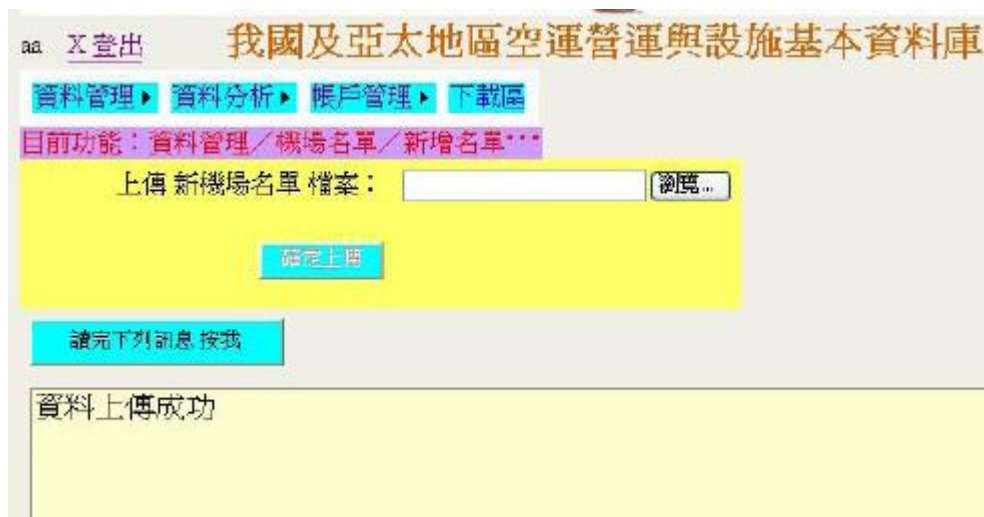 aa X 登出 我國及亞太地區空運營運與設施基本資料庫
資料管理▶ 資料分析▶ 帳戶管理▶ 下載區
目前功能：資料管理／機場名單／新增名單‧‧‧
上傳 新機場名單 檔案： 瀏覽...
確定上傳
讀完下列訊息 按我
資料上傳成功